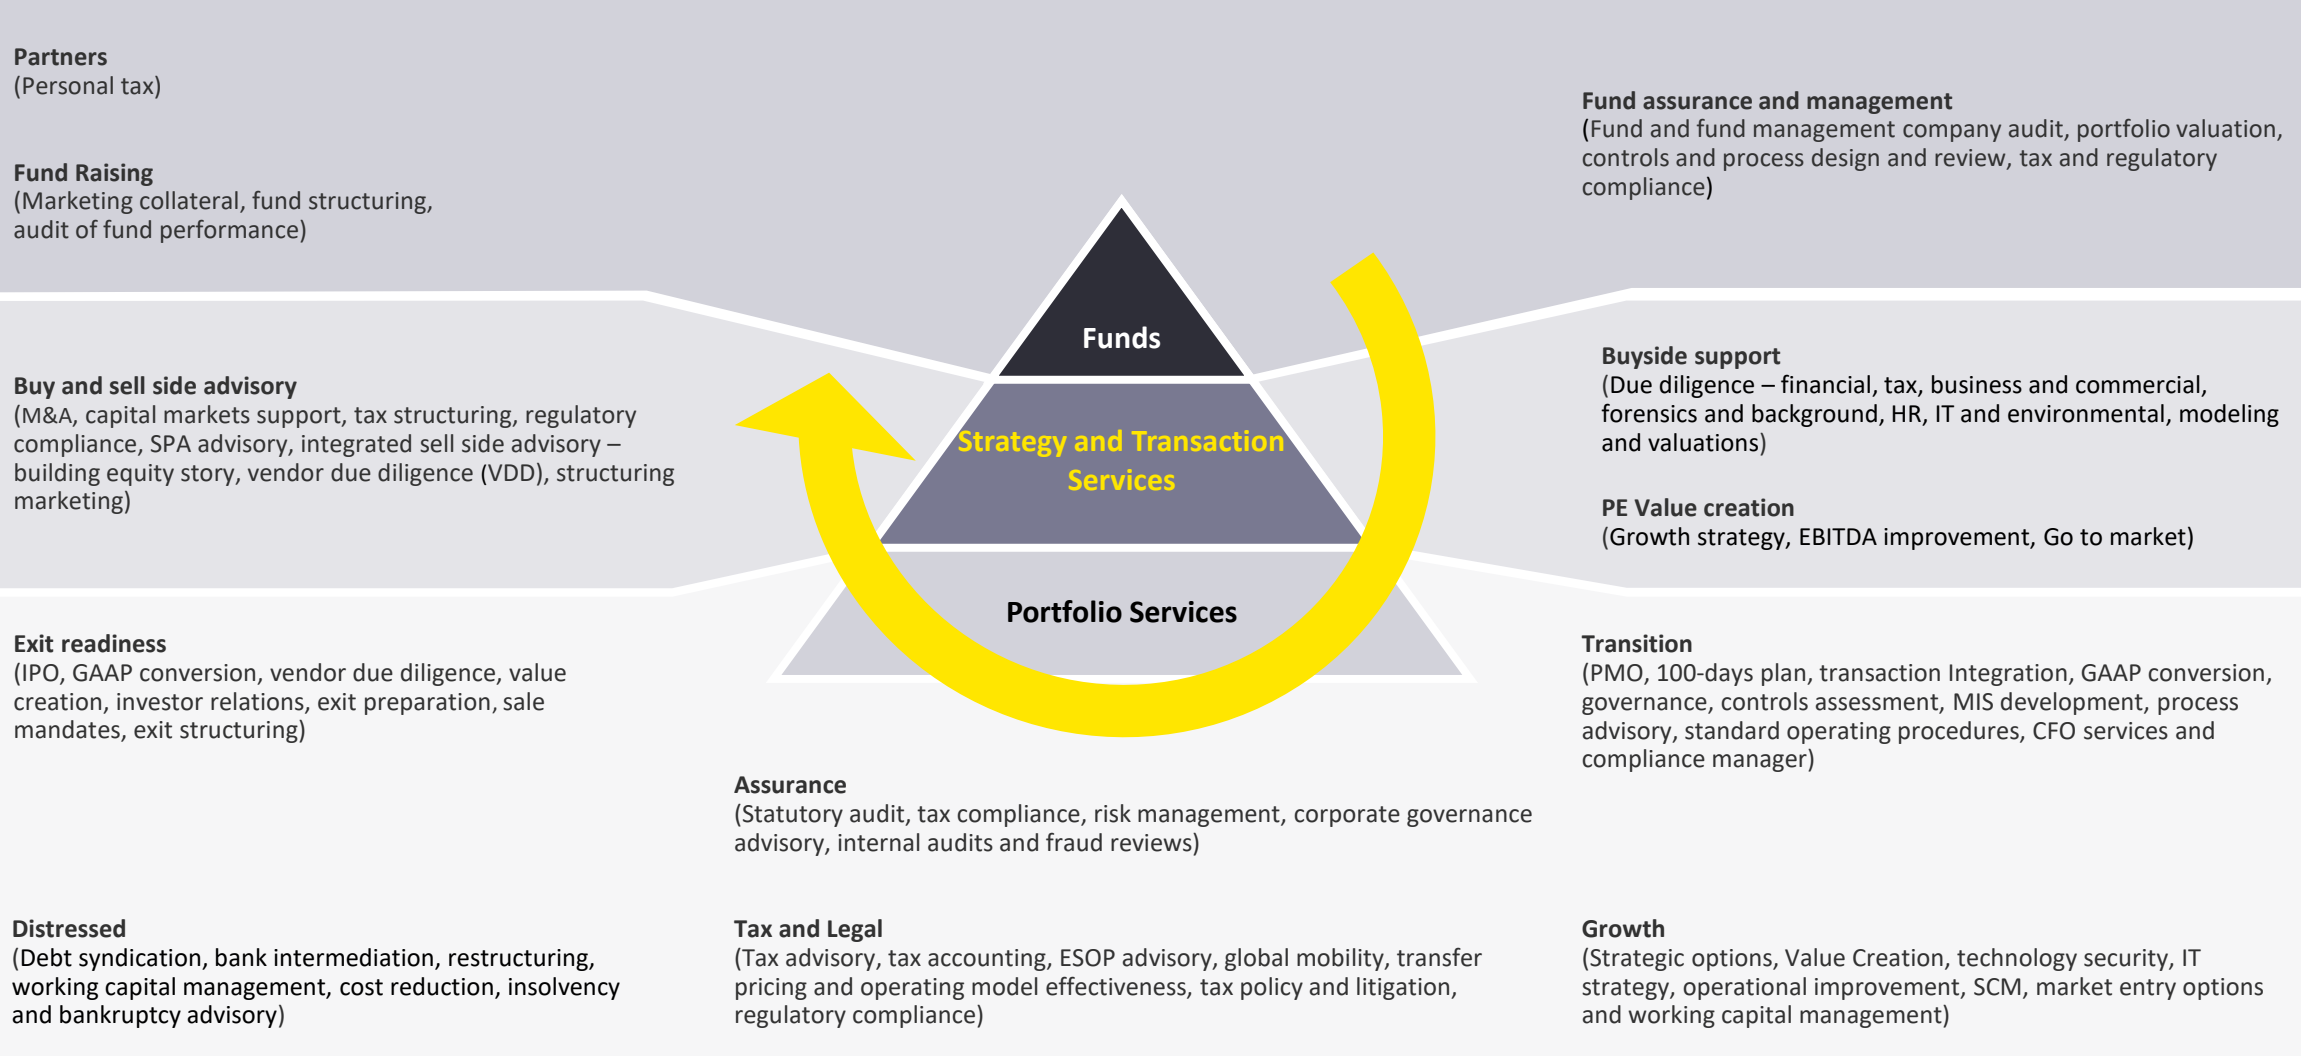 Partners
(Personal tax)
Fund Raising
(Marketing collateral, fund structuring,
audit of fund performance)
Fund assurance and management
(Fund and fund management company audit, portfolio valuation,
controls and process design and review, tax and regulatory
compliance)
Funds
Buy and sell side advisory
(M&A, capital markets support, tax structuring, regulatory
compliance, SPA advisory, integrated sell side advisory –
building equity story, vendor due diligence (VDD), structuring
marketing)
Strategy and Transaction
Services
Buyside support
(Due diligence – financial, tax, business and commercial,
forensics and background, HR, IT and environmental, modeling
and valuations)
PE Value creation
(Growth strategy, EBITDA improvement, Go to market)
Portfolio Services
Exit readiness
(IPO, GAAP conversion, vendor due diligence, value
creation, investor relations, exit preparation, sale
mandates, exit structuring)
Transition
(PMO, 100-days plan, transaction Integration, GAAP conversion,
governance, controls assessment, MIS development, process
advisory, standard operating procedures, CFO services and
compliance manager)
Assurance
(Statutory audit, tax compliance, risk management, corporate governance
advisory, internal audits and fraud reviews)
Distressed
(Debt syndication, bank intermediation, restructuring,
working capital management, cost reduction, insolvency
and bankruptcy advisory)
Tax and Legal
(Tax advisory, tax accounting, ESOP advisory, global mobility, transfer
pricing and operating model effectiveness, tax policy and litigation,
regulatory compliance)
Growth
(Strategic options, Value Creation, technology security, IT
strategy, operational improvement, SCM, market entry options
and working capital management)